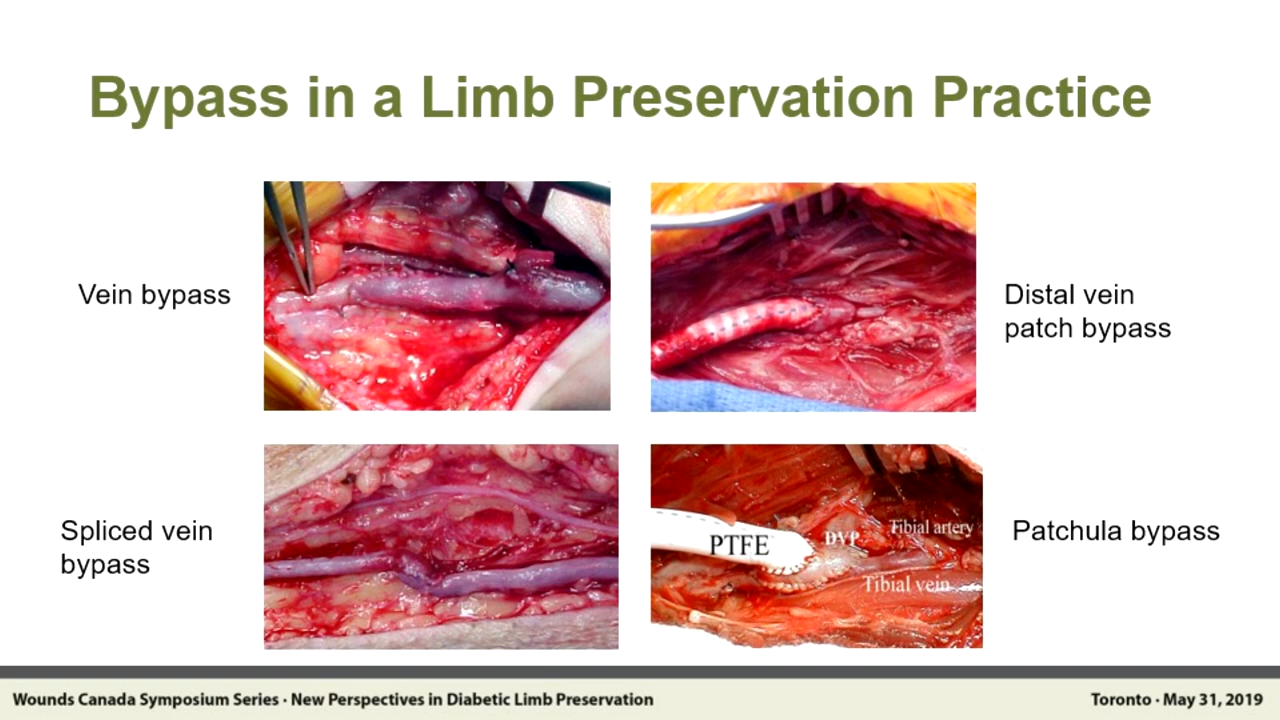 Bypass in a Limb Preservation Practice
Vein bypass
Distal vein
patch bypass
Spliced vein
bypass
PTFE
DVP
Tibial artery
Tibial vein
Patchula bypass
Wounds Canada Symposium Series · New Perspectives in Diabetic Limb Preservation
Toronto · May 31, 2019